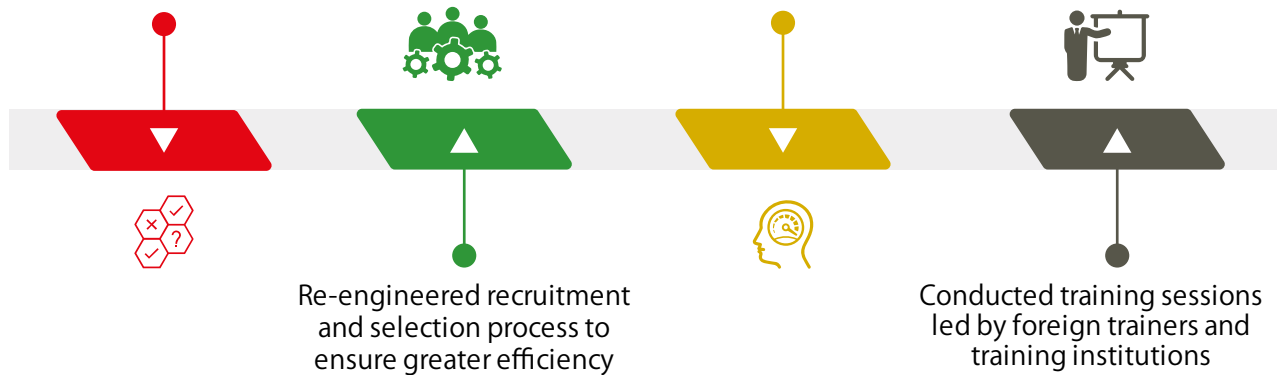 Re-engineered recruitment
and selection process to
ensure greater efficiency
Conducted training sessions
led by foreign trainers and
training institutions